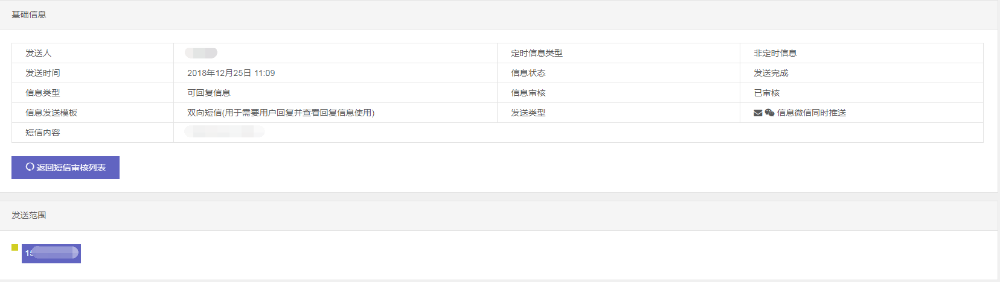 基础信息
发送人 定时信息类型 非定时信息
发送时间 2018年12月25日 11:09 信息状态 发送完成
信息类型 可回复信息 信息审核 已审核
信息发送模板 双向短信(用于需要用户回复并查看回复信息使用) 发送类型 信息微信同时推送
短信内容
返回短信审核列表
发送范围
15